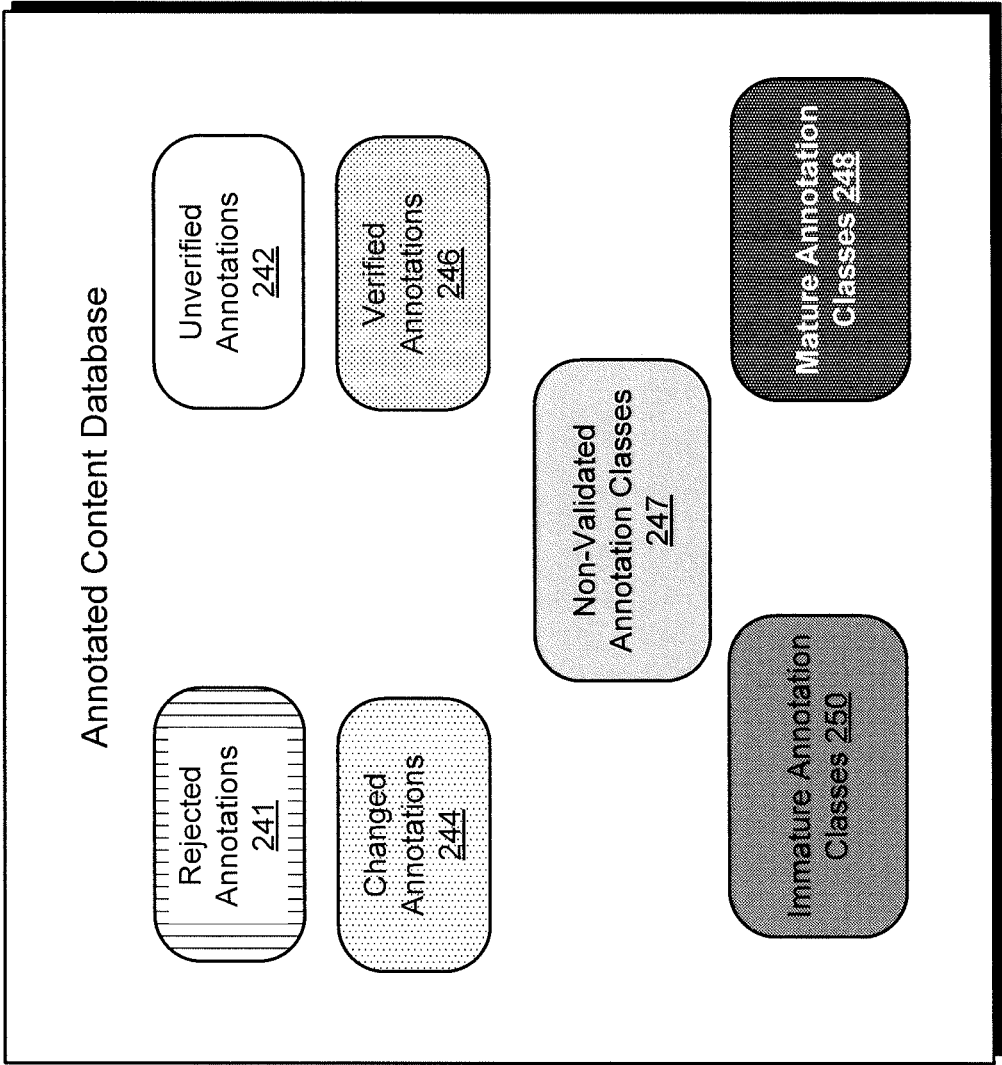 Annotated Content Database
Rejected
Annotations
241
Unverified
Annotations
242
Changed
Annotations
244
Verified
Annotations
246
Non-Validated
Annotation Classes
247
Immature Annotation
Classes 250
Mature Annotation
Classes 248